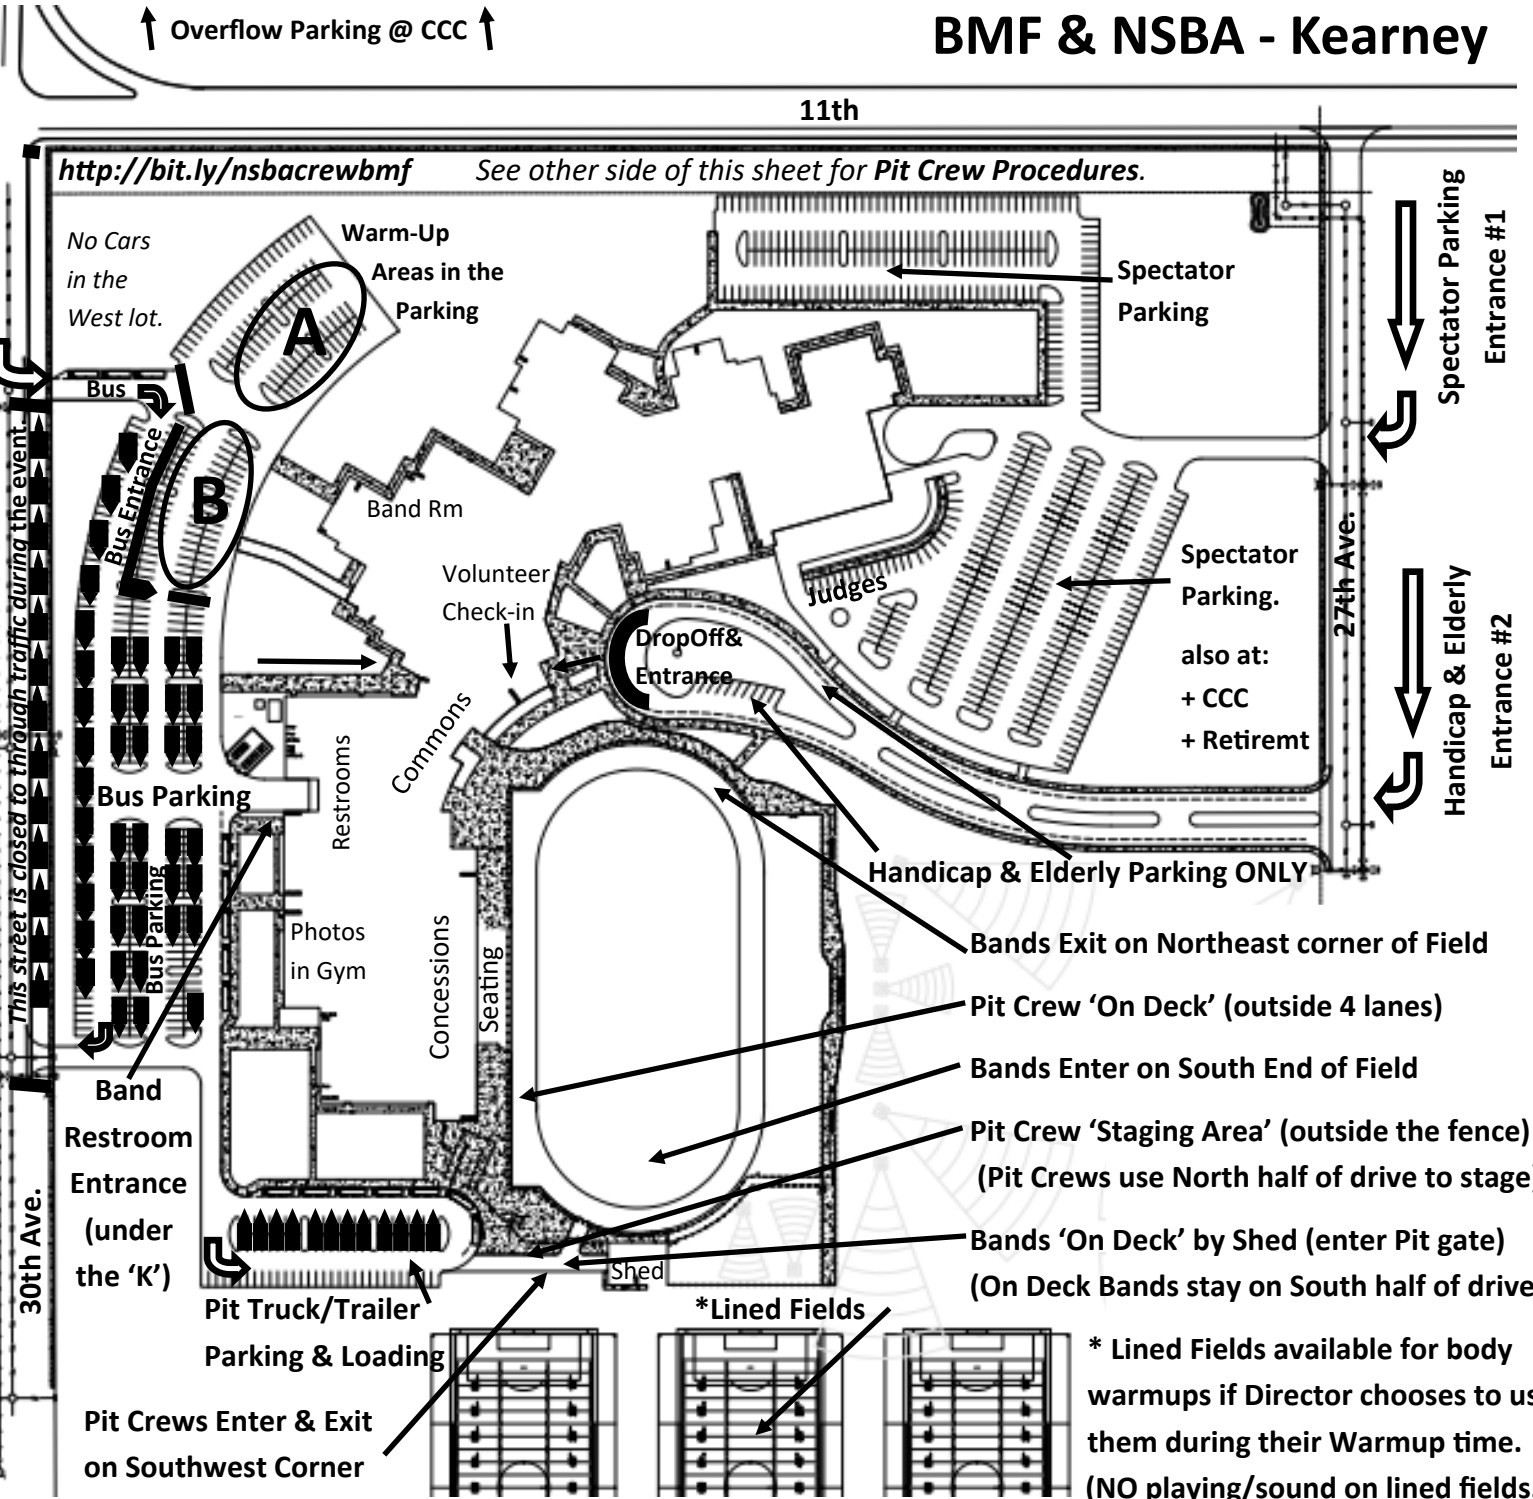 Overflow Parking @ CCC
BMF & NSBA - Kearney
11th
http://bit.ly/nsbacrewbmf
See other side of this sheet for Pit Crew Procedures.
No Cars
in the
West lot.
Warm-Up
Areas in the
Parking
A
B
Spectator
Parking
Spectator Parking
Entrance #1
Bus
Bus Entrance
This street is closed to through traffic during the event.
Band Rm
Volunteer
Check-in
Judges
DropOff&
Entrance
Spectator
Parking.
also at:
+ CCC
+ Retiremt
27th Ave.
Handicap & Elderly
Entrance #2
Commons
Restrooms
Bus Parking
Bus Parking
Handicap & Elderly Parking ONLY
Photos
in Gym
Concessions
Seating
Bands Exit on Northeast corner of Field
Pit Crew ‘On Deck’ (outside 4 lanes)
Bands Enter on South End of Field
Pit Crew ‘Staging Area’ (outside the fence)
(Pit Crews use North half of drive to stage)
Bands ‘On Deck’ by Shed (enter Pit gate)
(On Deck Bands stay on South half of drive
Band
Restroom
Entrance
(under
the ‘K’)
30th Ave.
Shed
Pit Truck/Trailer
Parking & Loading
*Lined Fields
Pit Crews Enter & Exit
on Southwest Corner
* Lined Fields available for body
warmups if Director chooses to us
them during their Warmup time.
(NO playing/sound on lined fields